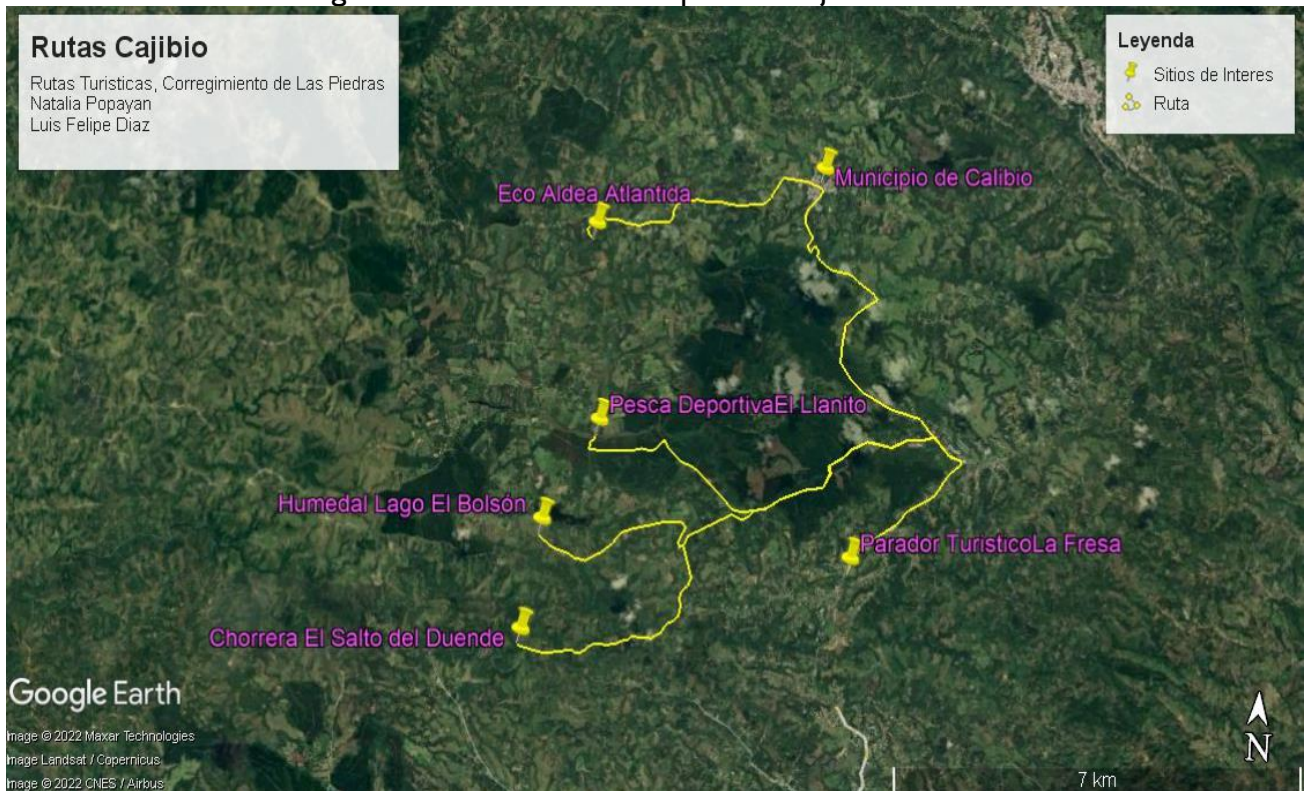 Rutas Cajibio
Rutas Turisticas, Corregimiento de Las Piedras
Natalia Popayan
Luis Felipe Diaz
Leyenda
Sitios de Interes
Ruta
Municipio de Calibio
Eco Aldea Atlantida
Pesca DeportivaEl Llanito
Humedal Lago El Bolsón
Parador TuristicoLa Fresa
Chorrera El Salto del Duende
Google Earth
Image © 2022 Maxar Technologies
Image Landsat / Copernicus
Image © 2022 CNES / Airbus
N
7 km